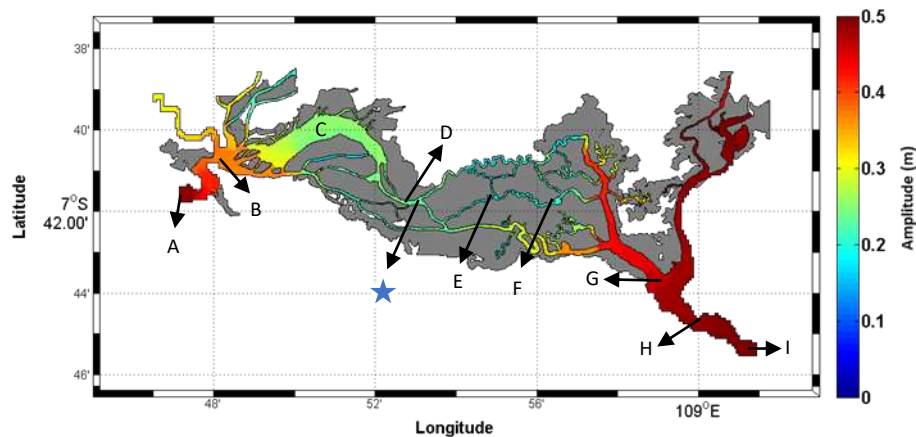 38'
40'
7°S
42.00'
44'
46'
48'
52'
56'
109°E
Latitude
Longitude
A
B
C
D
E
F
G
H
I
0.5
0.4
0.3
0.2
0.1
0
Amplitude (m)